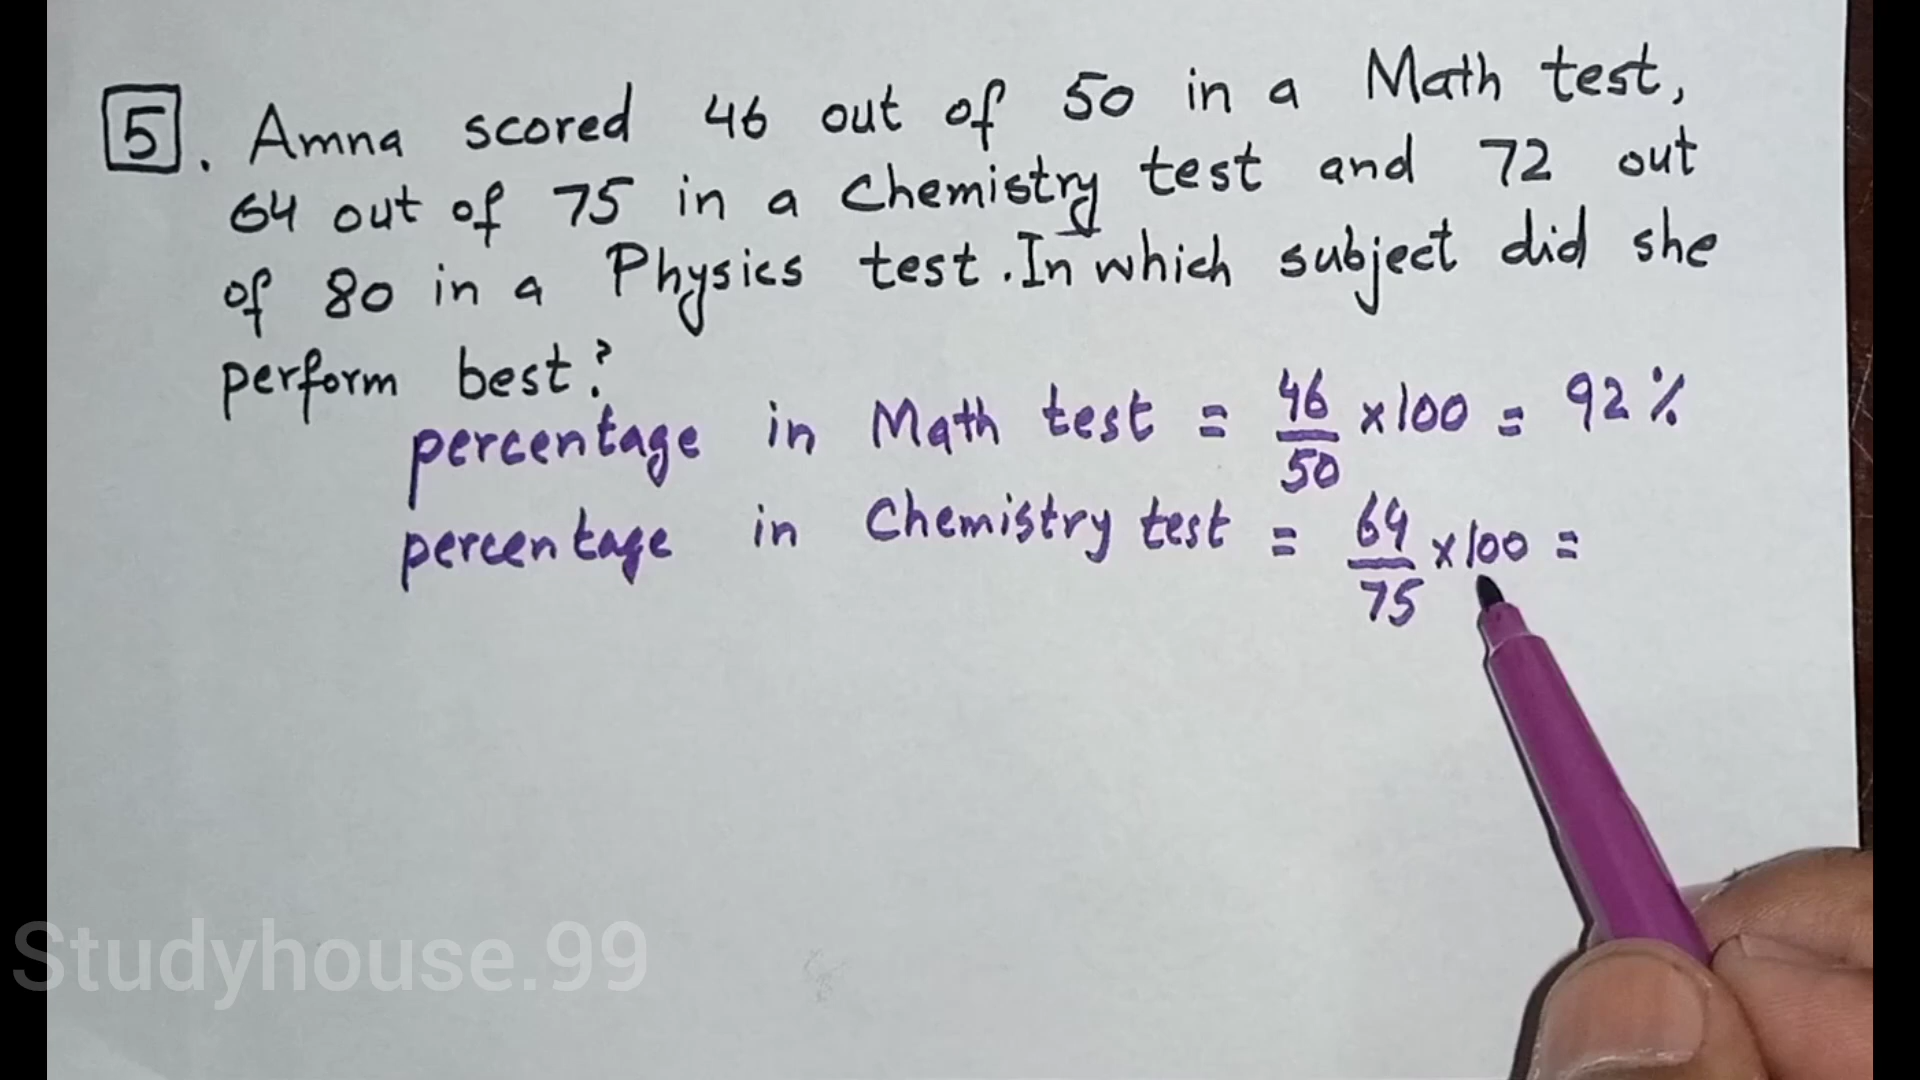 5. Amna scored 46 out of 50 in a Math test,
64 out of 75 in a Chemistry test and 72 out
of 80 in a Physics test. In which subject did she
perform best?
percentage in Math test = 46/50 x100 = 92%
percentage in Chemistry test = 64/75 x100 =
Studyhouse.99